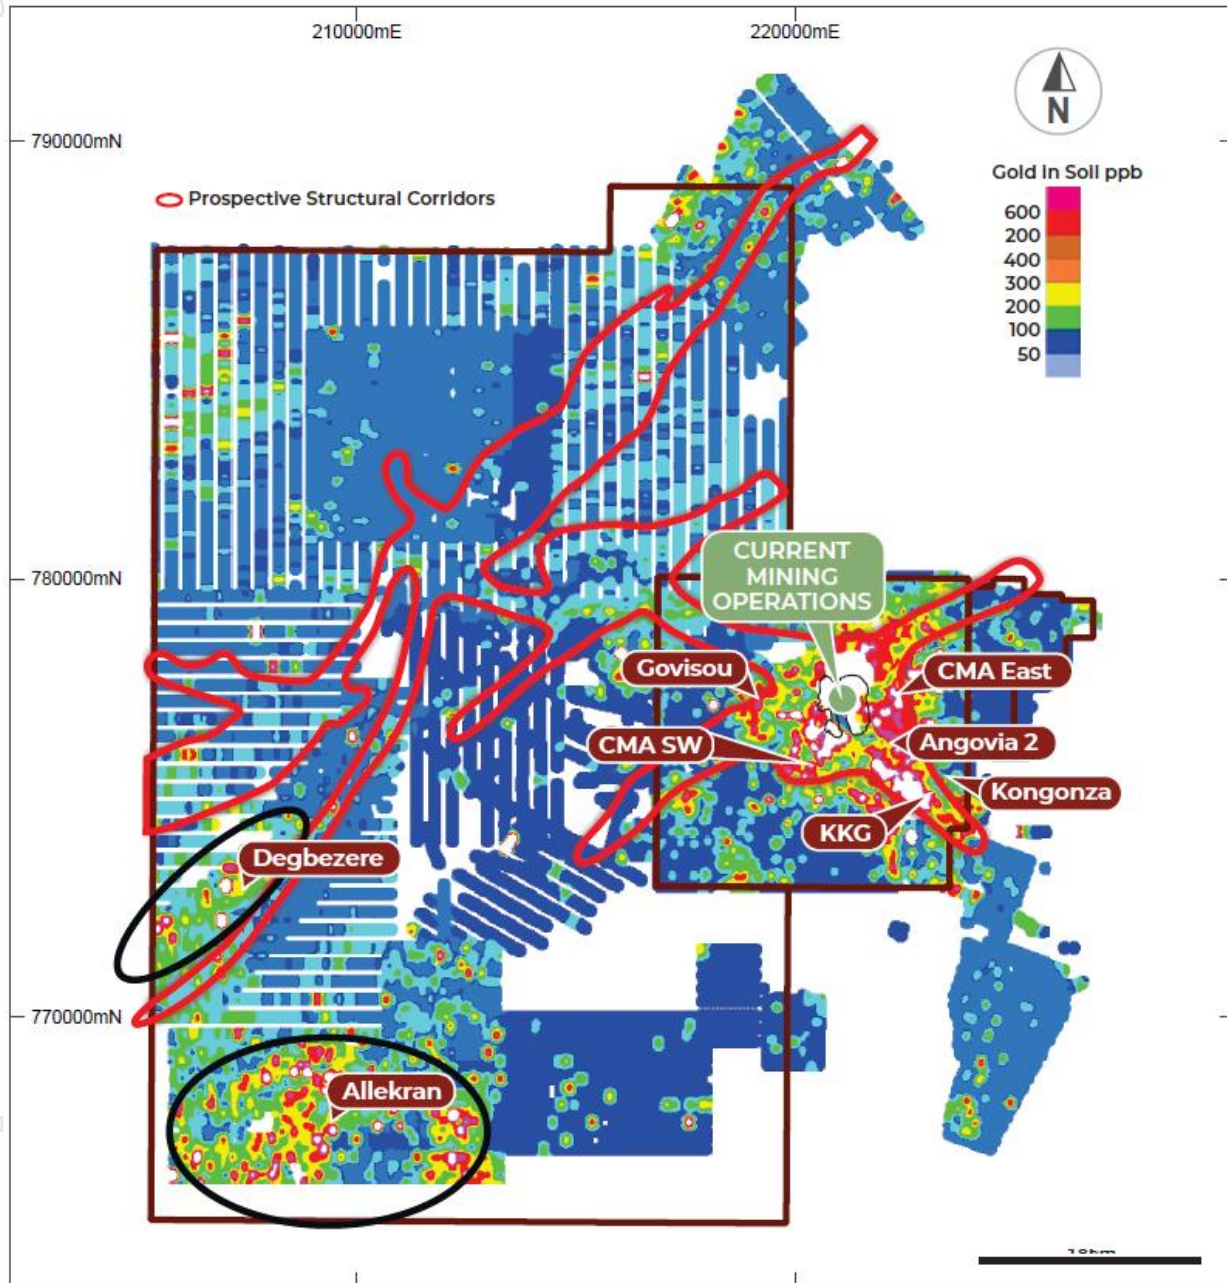 210000mE
220000mE
790000mN
N
Gold In Soil ppb
Prospective Structural Corridors
600
200
400
300
200
100
50
780000mN
CURRENT
MINING
OPERATIONS
Govisou
CMA East
CMA SW
Angovia 2
Kongonza
KKG
Degbezere
770000mN
Allekran